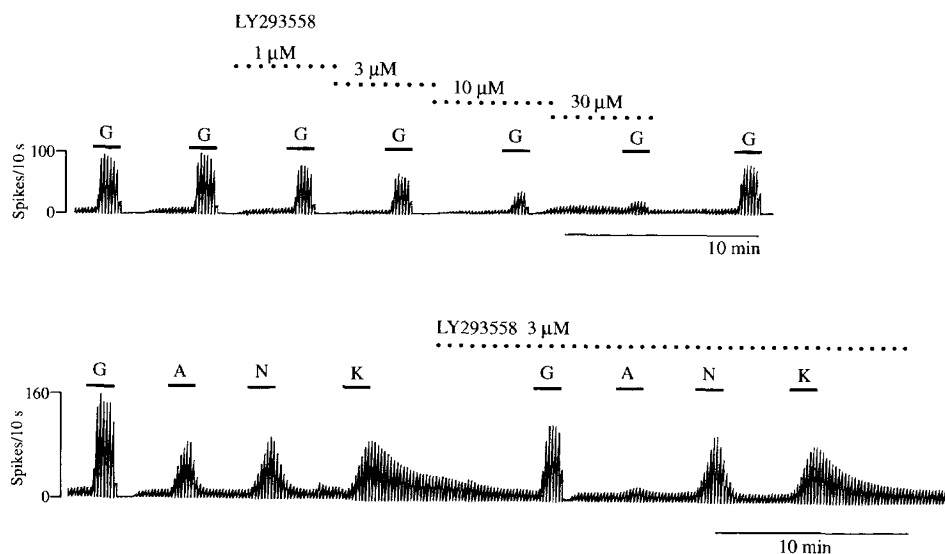 LY293558
1 μM
3 μM
10 μM
30 μM
G G G G G G G
100
0
Spikes/10 s
10 min
LY293558 3 μM
G A N K G A N K
160
0
Spikes/10 s
10 min